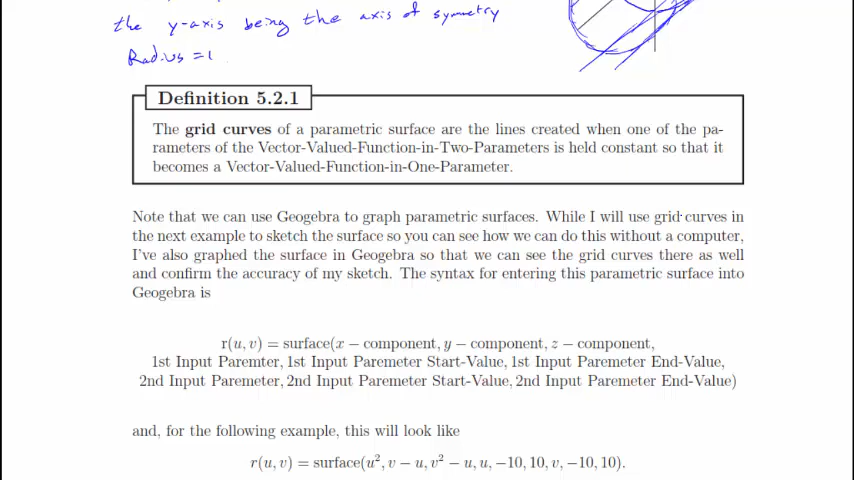 the y-axis being the axis of symmetry
Radius = 1
Definition 5.2.1
The grid curves of a parametric surface are the lines created when one of the pa-
rameters of the Vector-Valued-Function-in-Two-Parameters is held constant so that it
becomes a Vector-Valued-Function-in-One-Parameter.
Note that we can use Geogebra to graph parametric surfaces. While I will use grid curves in
the next example to sketch the surface so you can see how we can do this without a computer,
I've also graphed the surface in Geogebra so that we can see the grid curves there as well
and confirm the accuracy of my sketch. The syntax for entering this parametric surface into
Geogebra is
r(u, v) = surface(x − component, y − component, z − component,
1st Input Paremter, 1st Input Paremeter Start-Value, 1st Input Paremeter End-Value,
2nd Input Paremeter, 2nd Input Paremeter Start-Value, 2nd Input Paremeter End-Value)
and, for the following example, this will look like
r(u, v) = surface(u², v − u, v² − u, u, −10, 10, v, −10, 10).